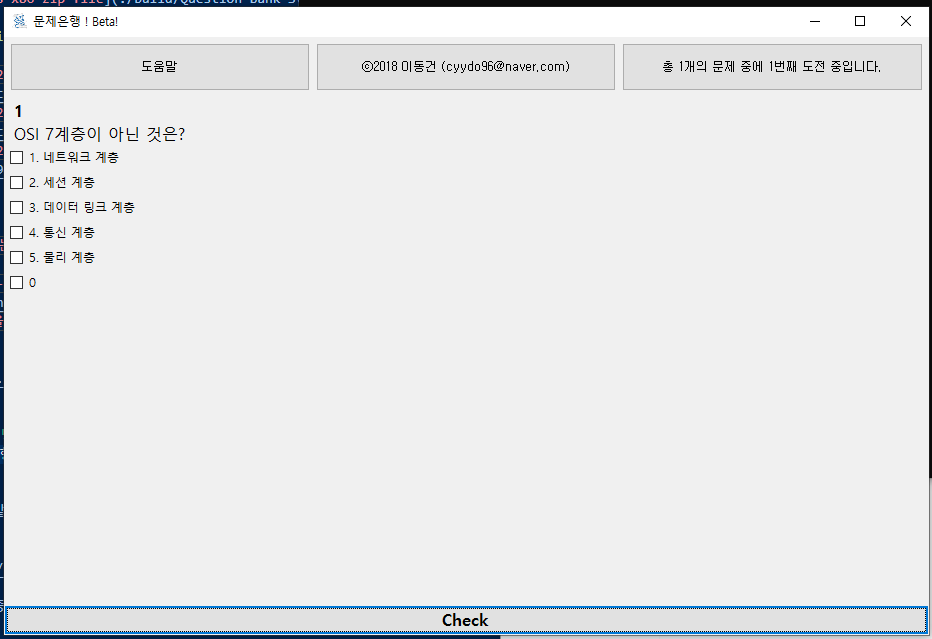 x86 zip file](./build/Question-Bank-3
문제은행 ! Beta!
도움말
©2018 이동건 (cyydo96@naver.com)
총 1개의 문제 중에 1번째 도전 중입니다.
1
OSI 7계층이 아닌 것은?
1. 네트워크 계층
2. 세션 계층
3. 데이터 링크 계층
4. 통신 계층
5. 물리 계층
0
Check